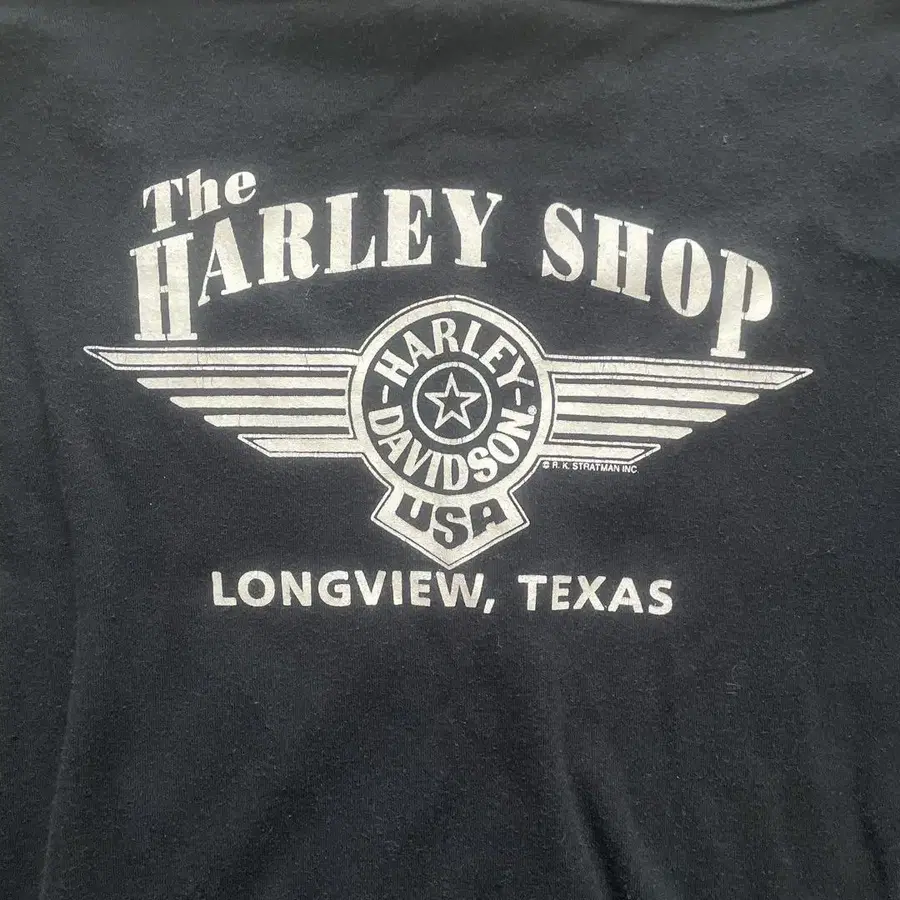 The
HARLEY SHOP
HARLEY-DAVIDSON®
USA
© R. K. STRATMAN INC.
LONGVIEW, TEXAS